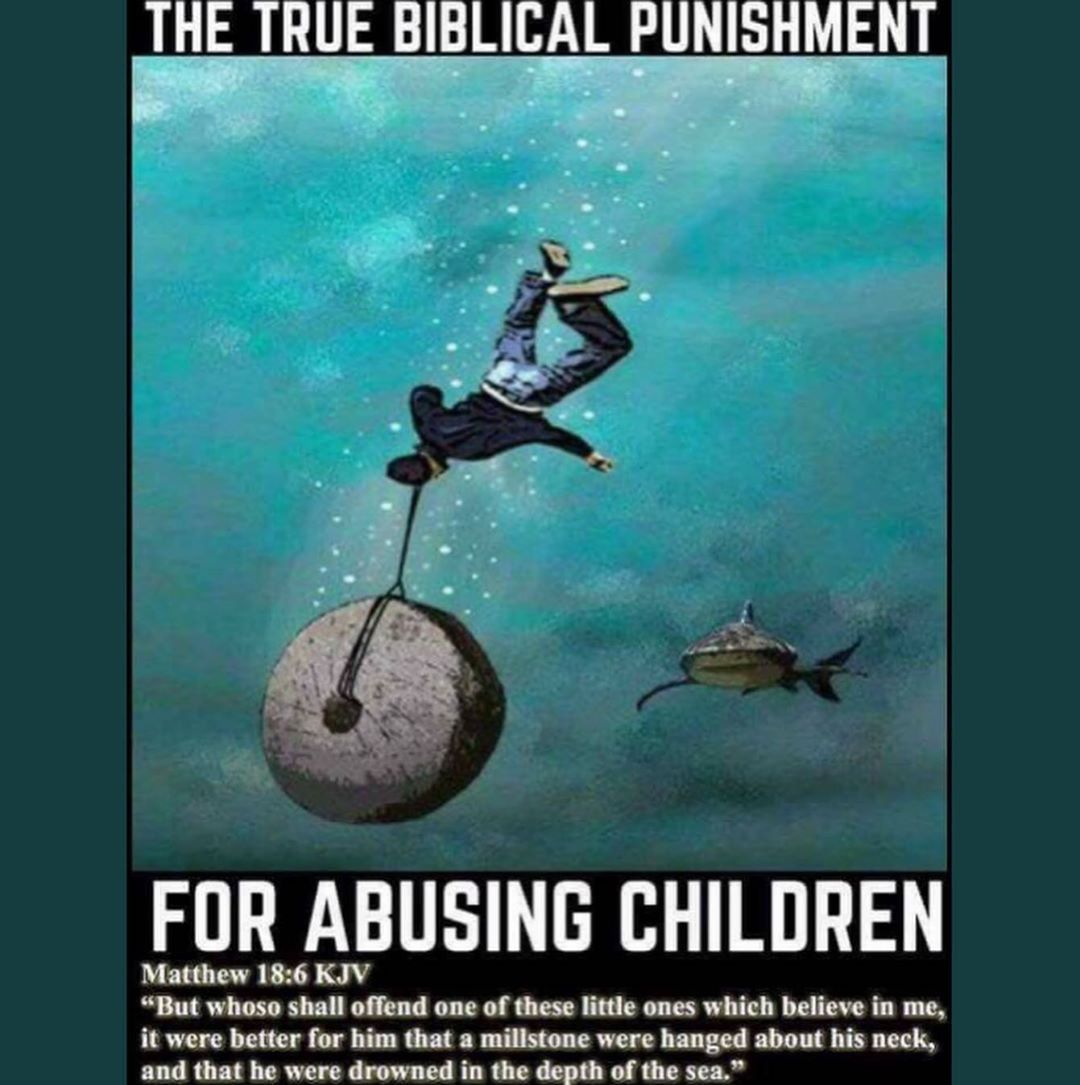 THE TRUE BIBLICAL PUNISHMENT
FOR ABUSING CHILDREN
Matthew 18:6 KJV
“But whoso shall offend one of these little ones which believe in me,
it were better for him that a millstone were hanged about his neck,
and that he were drowned in the depth of the sea.”